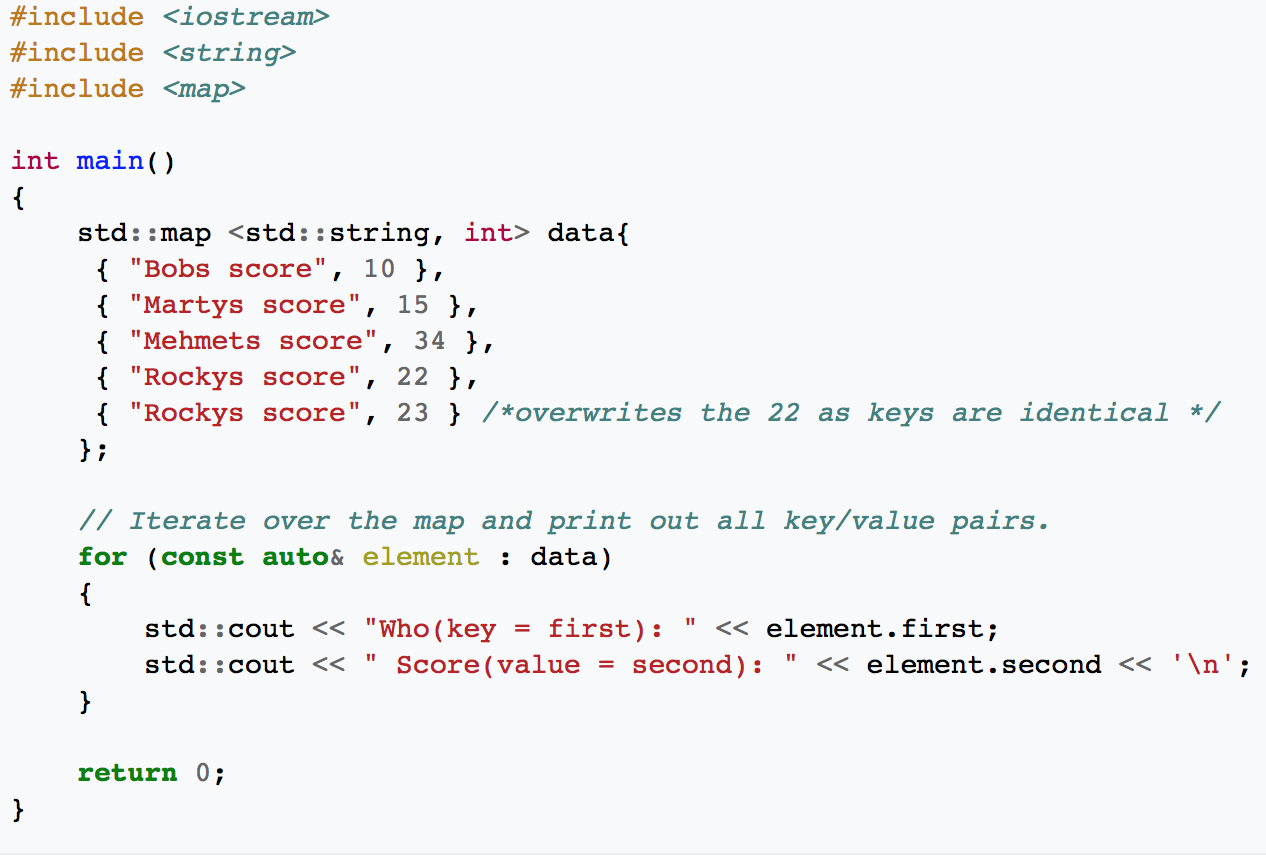 #include <iostream>
#include <string>
#include <map>

int main()
{
    std::map <std::string, int> data{
     { "Bobs score", 10 },
     { "Martys score", 15 },
     { "Mehmets score", 34 },
     { "Rockys score", 22 },
     { "Rockys score", 23 } /*overwrites the 22 as keys are identical */
    };

    // Iterate over the map and print out all key/value pairs.
    for (const auto& element : data)
    {
        std::cout << "Who(key = first): " << element.first;
        std::cout << " Score(value = second): " << element.second << '\n';
    }

    return 0;
}